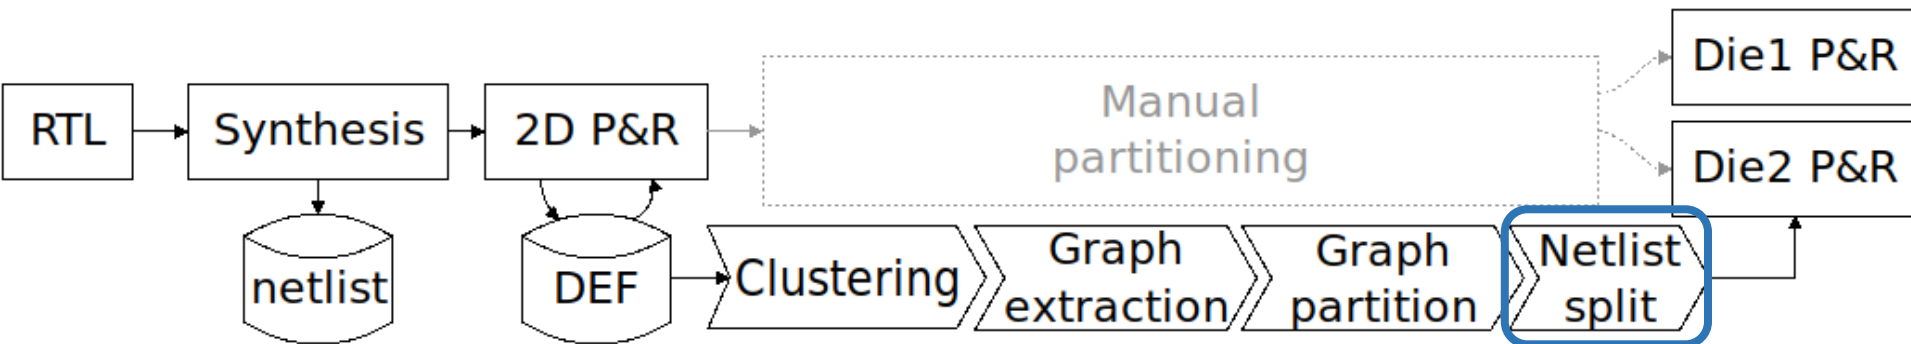 RTL
Synthesis
2D P&R
Manual
partitioning
Die1 P&R
Die2 P&R
netlist
DEF
Clustering
Graph
extraction
Graph
partition
Netlist
split